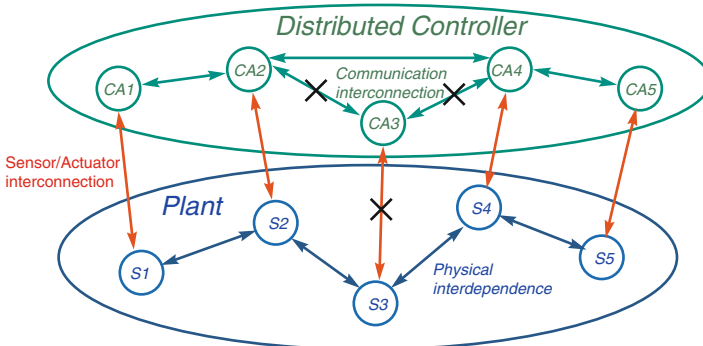 Distributed Controller
CA1
CA2
Communication
interconnection
CA3
CA4
CA5
Sensor/Actuator
interconnection
Plant
S1
S2
S3
S4
S5
Physical
interdependence